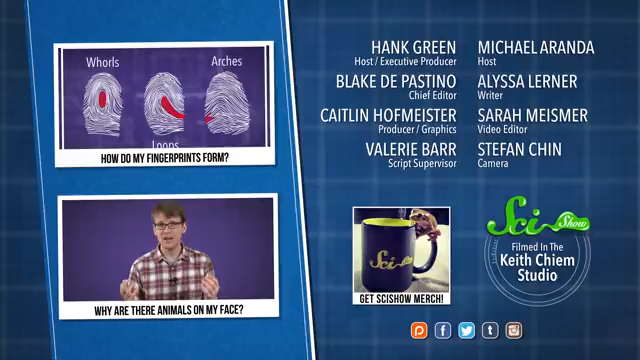 Whorls
Arches
Loops
HOW DO MY FINGERPRINTS FORM?
WHY ARE THERE ANIMALS ON MY FACE?
HANK GREEN
Host / Executive Producer
BLAKE DE PASTINO
Chief Editor
CAITLIN HOFMEISTER
Producer / Graphics
VALERIE BARR
Script Supervisor
MICHAEL ARANDA
Host
ALYSSA LERNER
Writer
SARAH MEISMER
Video Editor
STEFAN CHIN
Camera
SciShow
GET SCISHOW MERCH!
Sci Show
FILMED IN THE
Keith Chiem
Studio